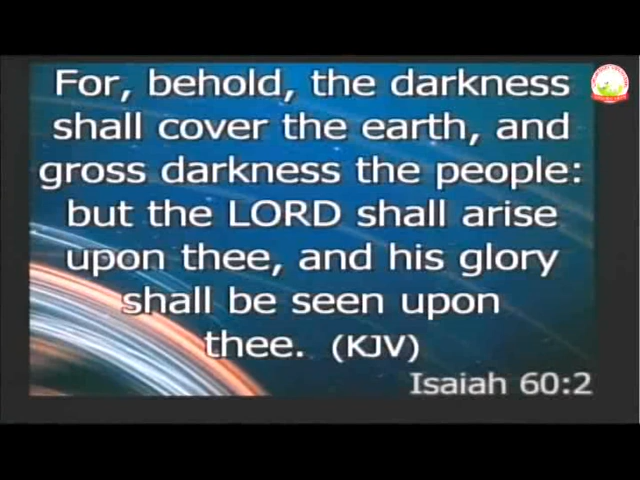 For, behold, the darkness
shall cover the earth, and
gross darkness the people:
but the LORD shall arise
upon thee, and his glory
shall be seen upon
thee. (KJV)
Isaiah 60:2